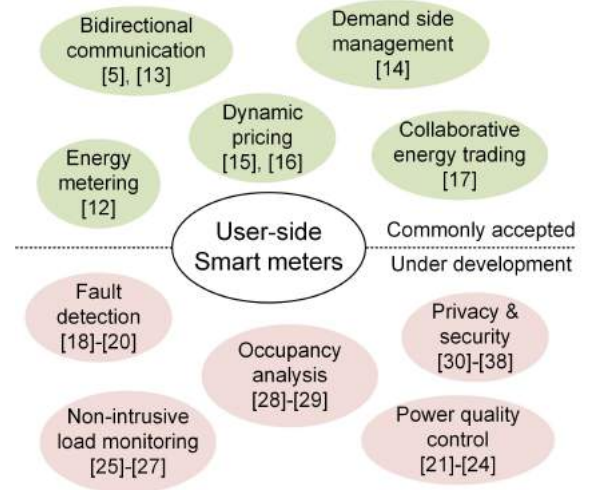 Bidirectional
communication
[5], [13]
Demand side
management
[14]
Dynamic
pricing
[15], [16]
Collaborative
energy trading
[17]
Energy
metering
[12]
User-side
Smart meters
Commonly accepted
Under development
Fault
detection
[18]-[20]
Privacy &
security
[30]-[38]
Occupancy
analysis
[28]-[29]
Non-intrusive
load monitoring
[25]-[27]
Power quality
control
[21]-[24]